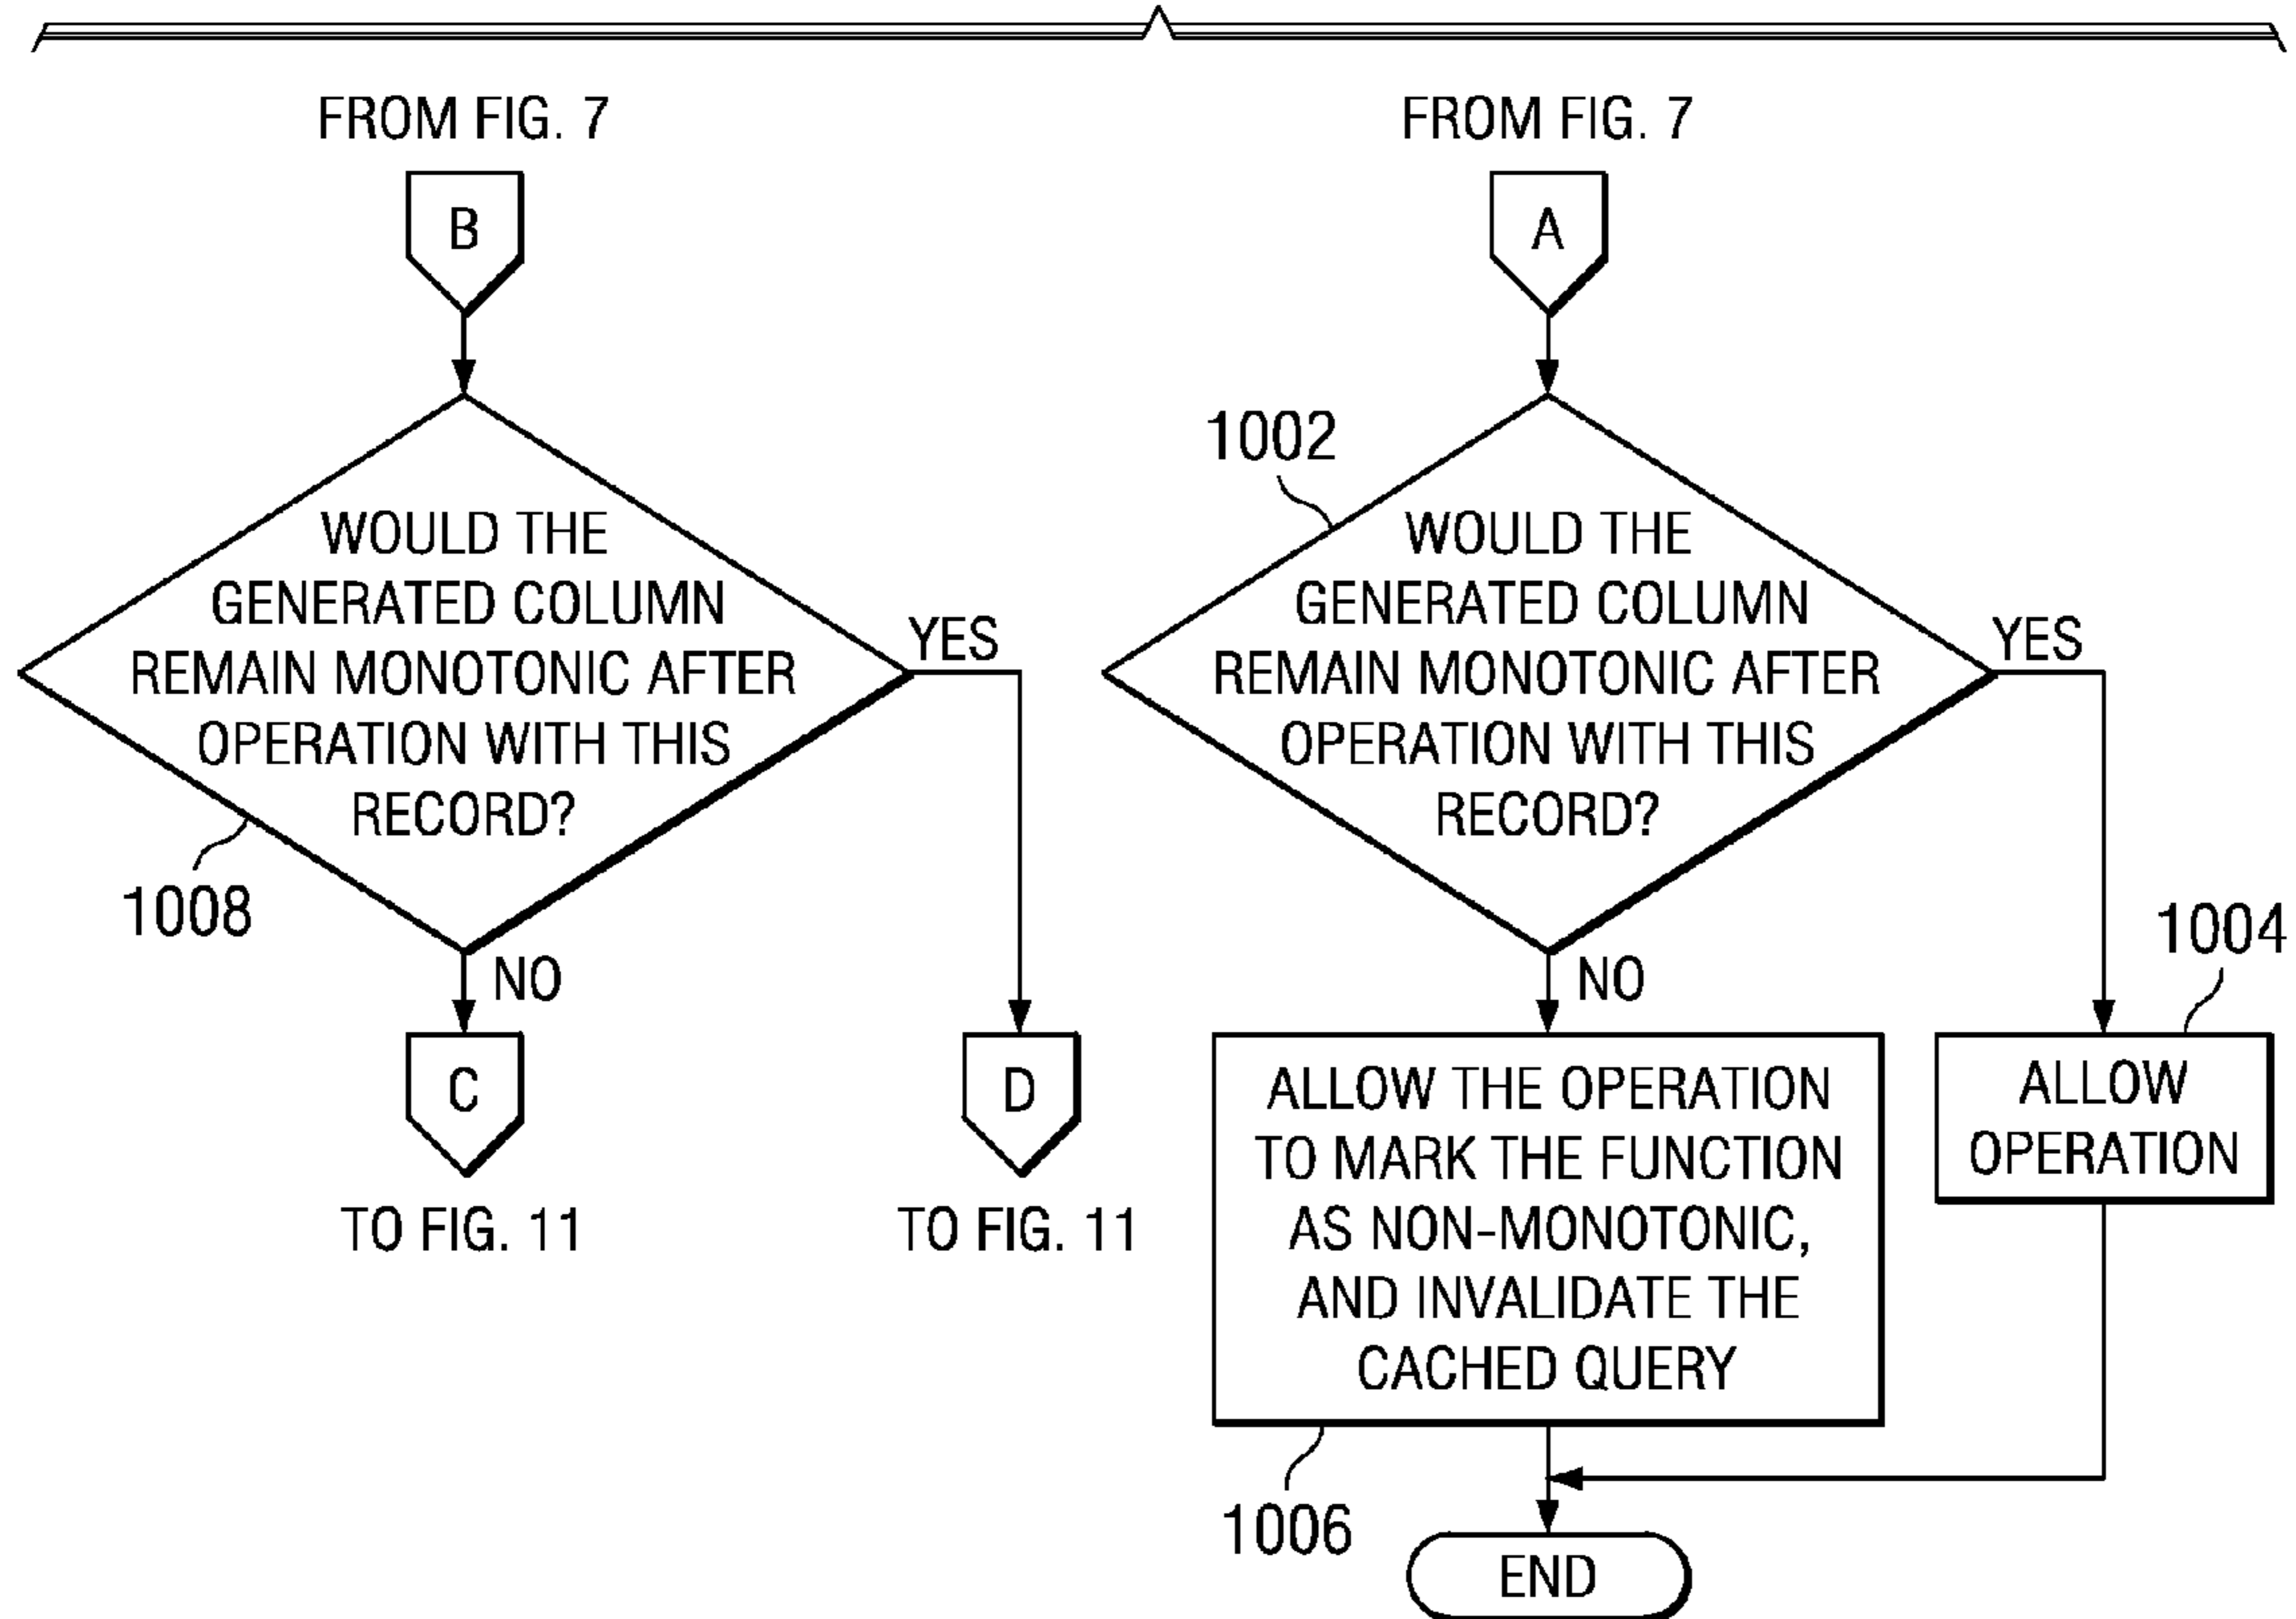 FROM FIG. 7
B
WOULD THE
GENERATED COLUMN
REMAIN MONOTONIC AFTER
OPERATION WITH THIS
RECORD?
1008
YES
NO
C
TO FIG. 11
D
TO FIG. 11
FROM FIG. 7
A
1002
WOULD THE
GENERATED COLUMN
REMAIN MONOTONIC AFTER
OPERATION WITH THIS
RECORD?
YES
NO
1004
ALLOW
OPERATION
ALLOW THE OPERATION
TO MARK THE FUNCTION
AS NON-MONOTONIC,
AND INVALIDATE THE
CACHED QUERY
1006
END